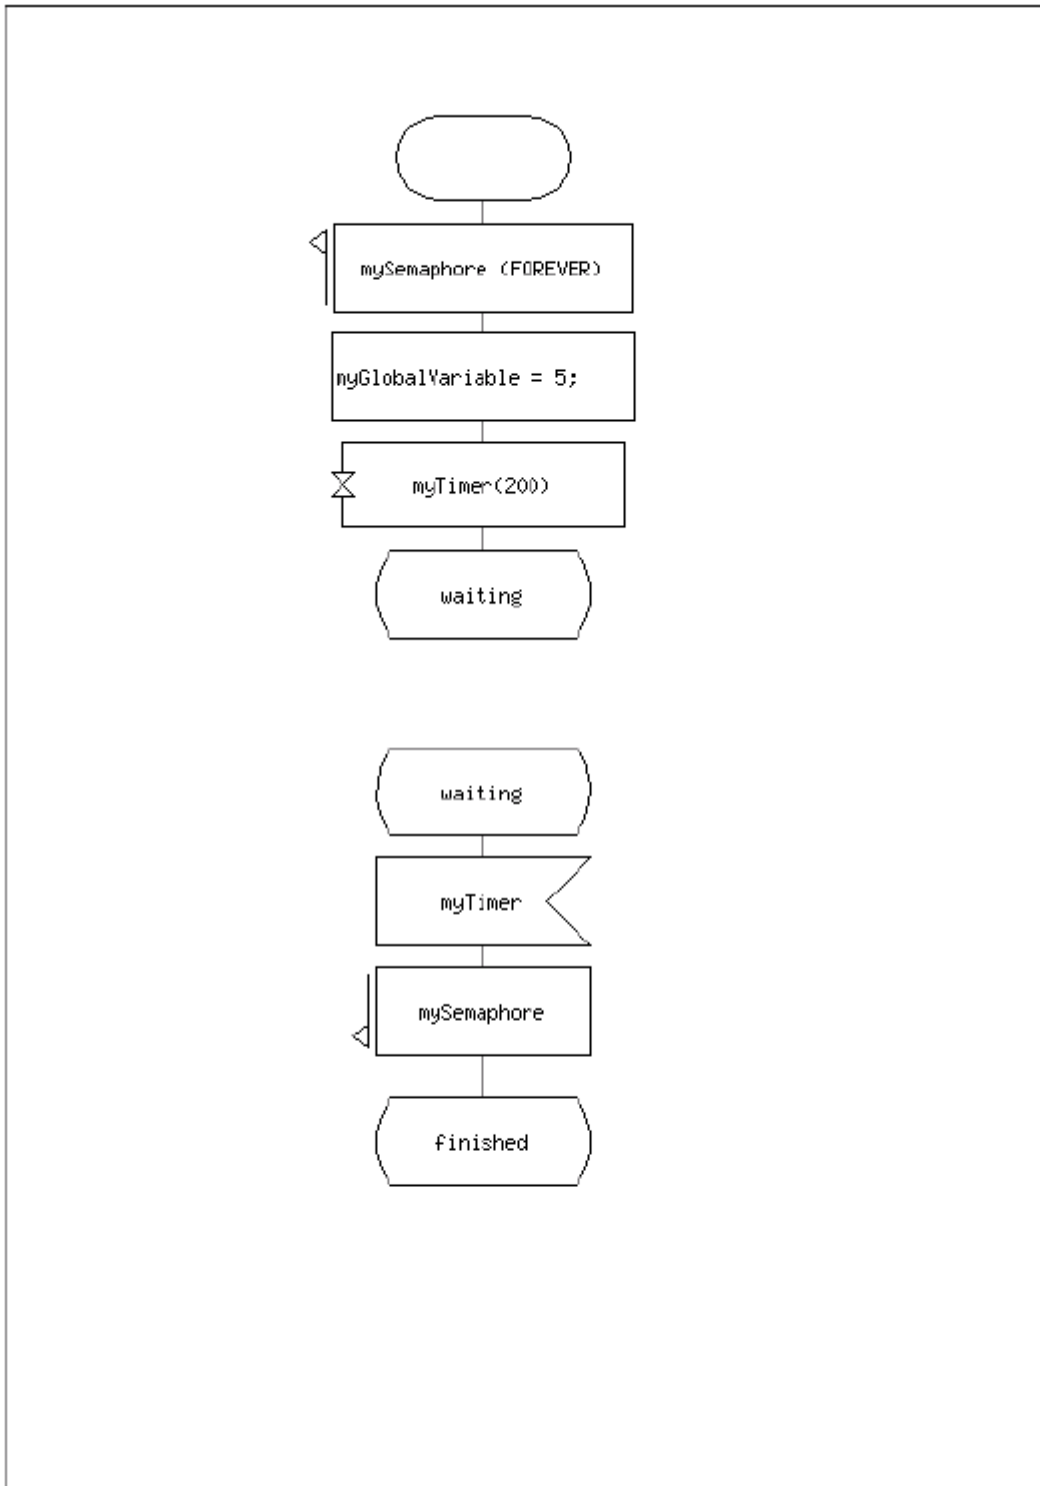 mySemaphore (FOREVER)
myGlobalVariable = 5;
myTimer(200)
waiting
waiting
myTimer
mySemaphore
finished